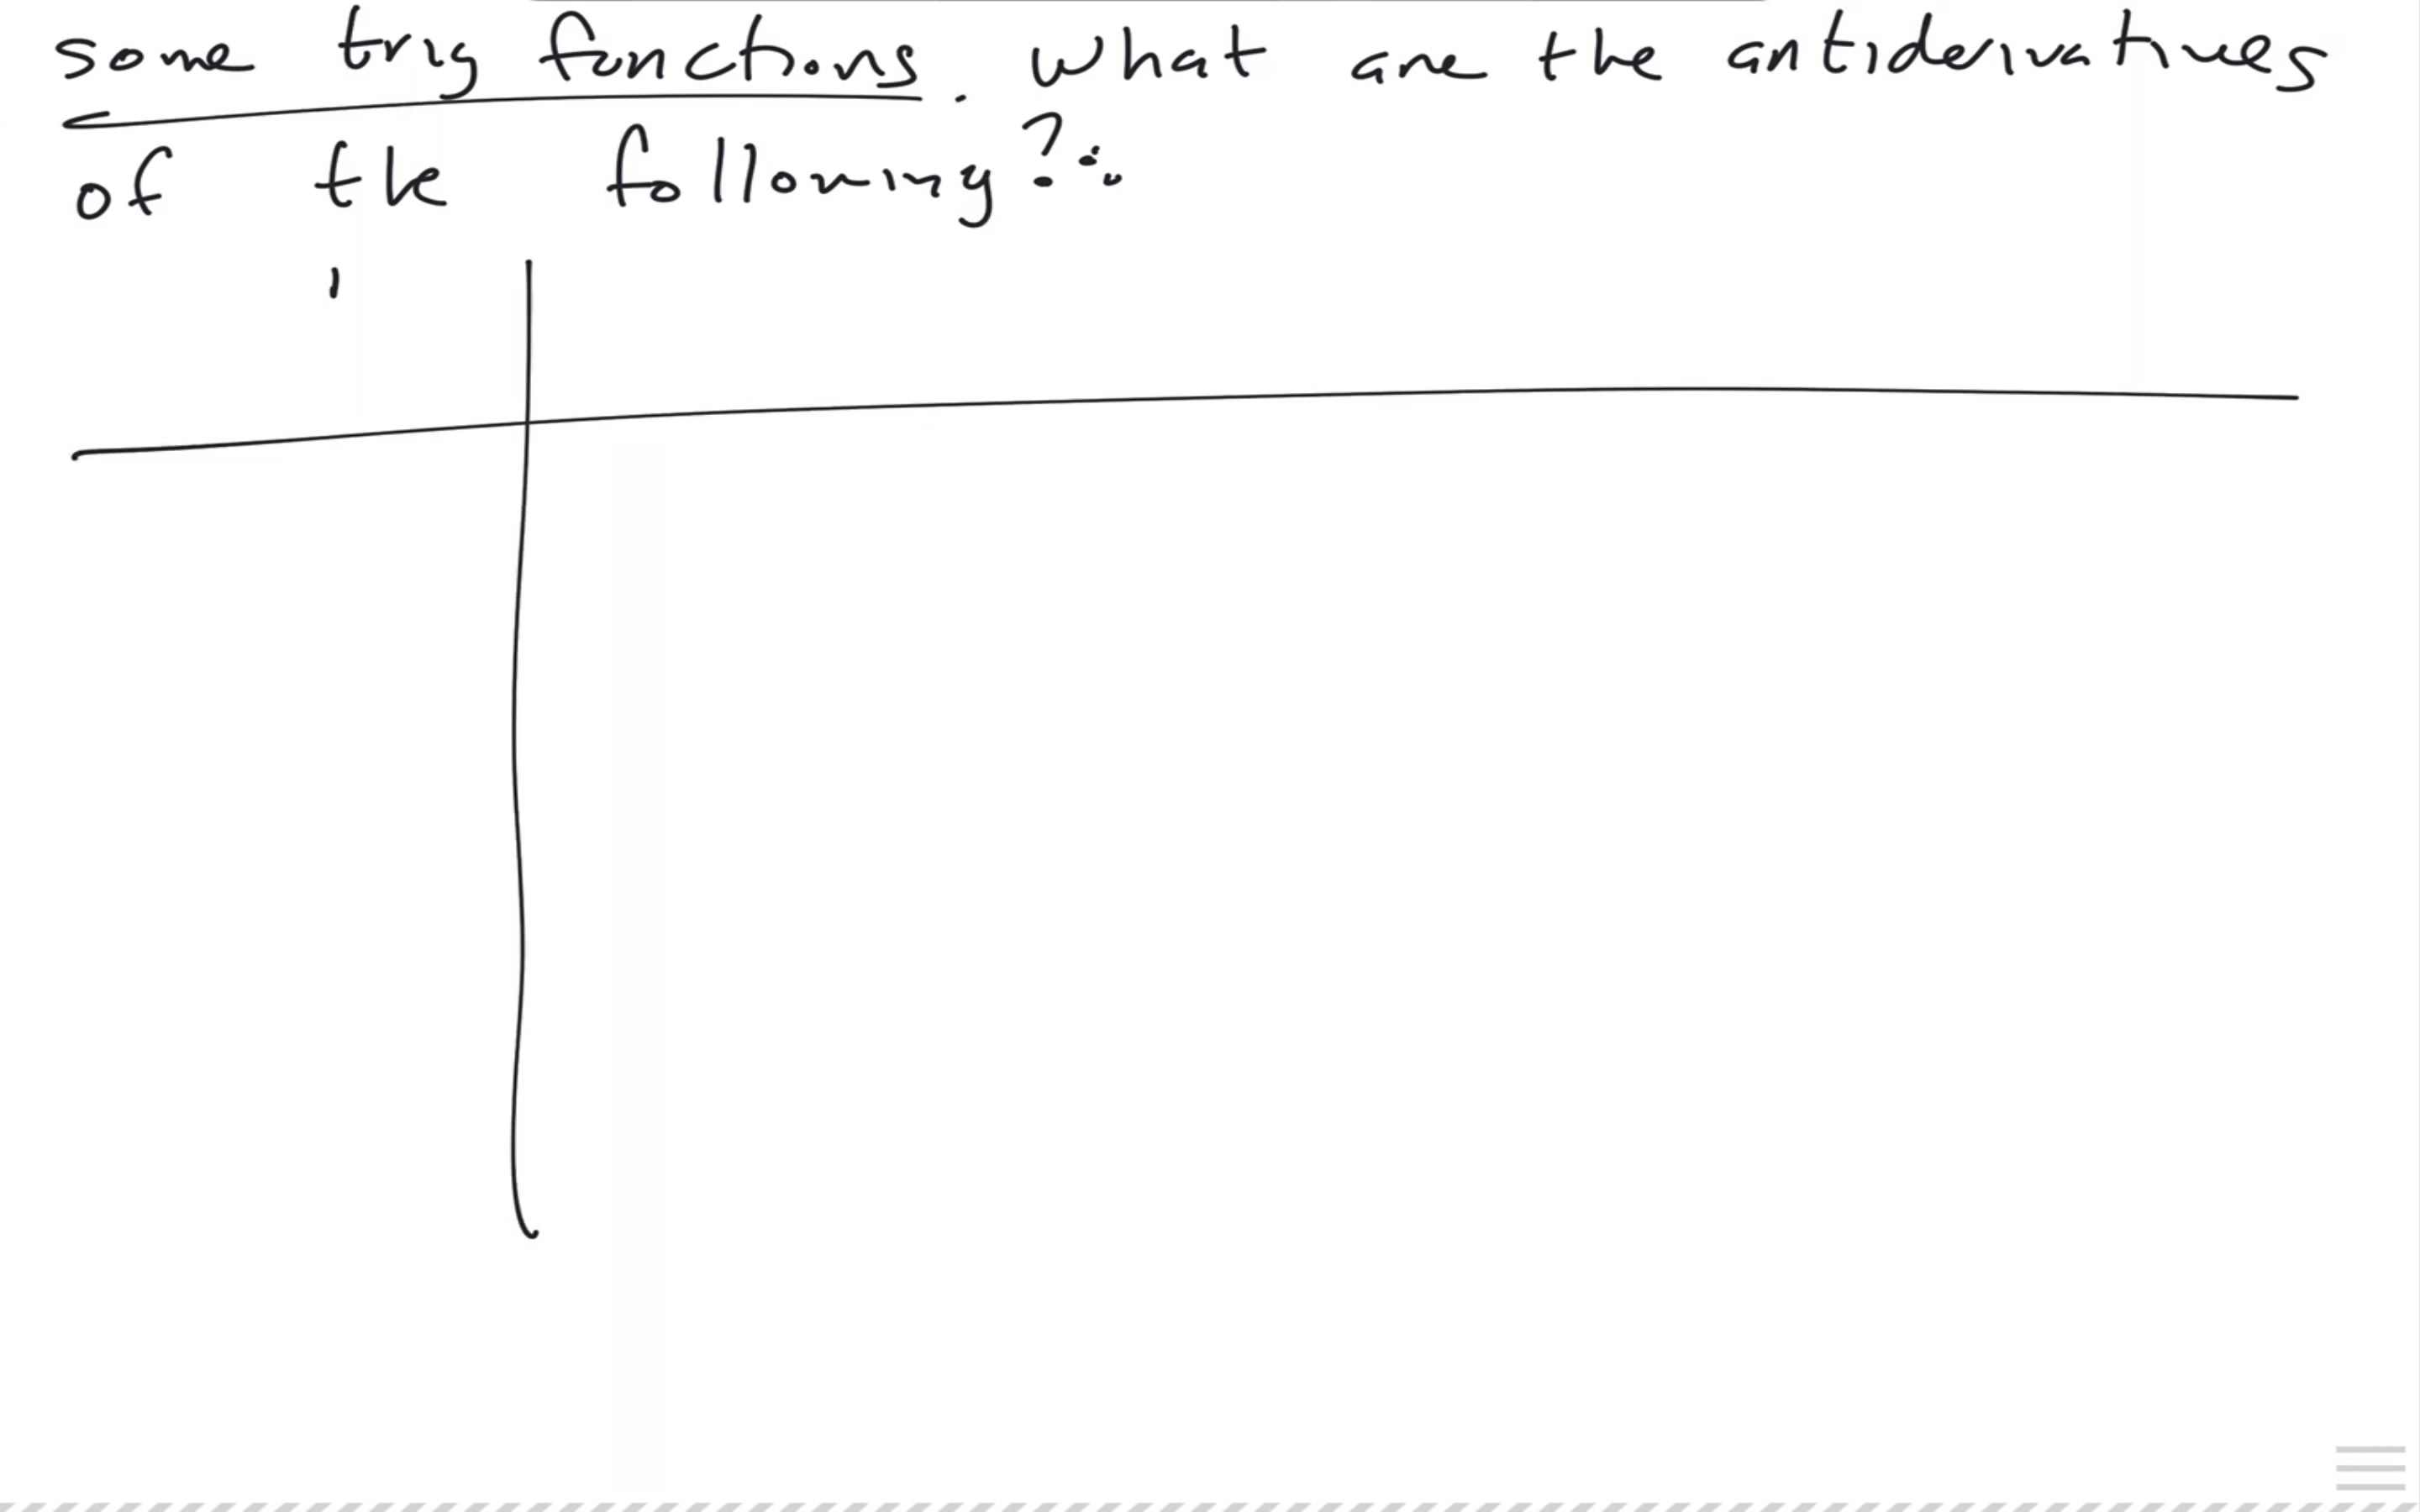 some trig functions. What are the antiderivatives
of the following?: